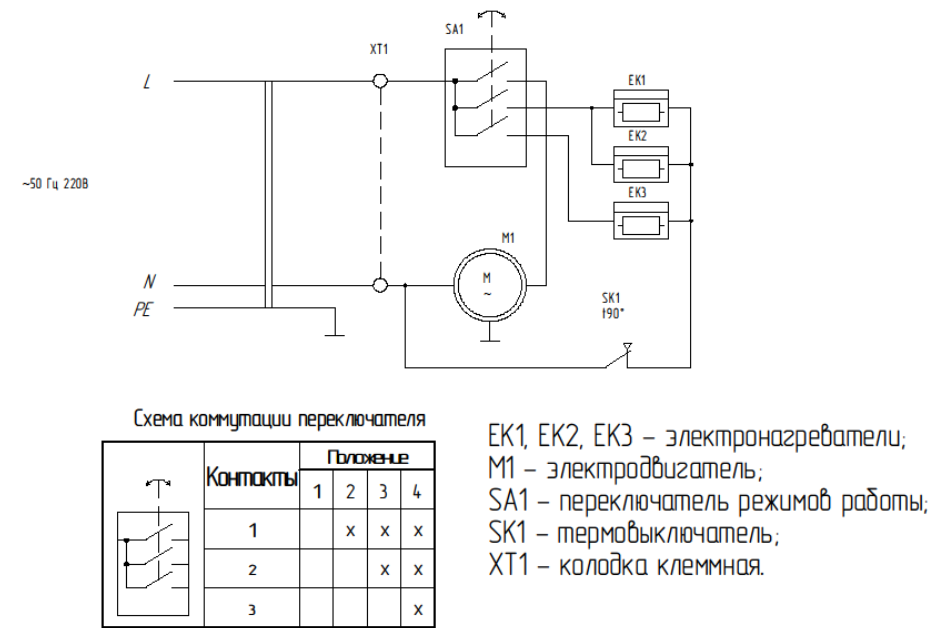 SA1
XT1
L
EK1
EK2
~50 Гц 220В
EK3
M1
N
M
~
PE
SK1
t90°
Схема коммутации переключателя
Контакты
Положение
1 2 3 4
1 x x x
2 x x
3 x
EK1, EK2, EK3 – электронагреватели;
M1 – электродвигатель;
SA1 – переключатель режимов работы;
SK1 – термовыключатель;
XT1 – колодка клеммная.